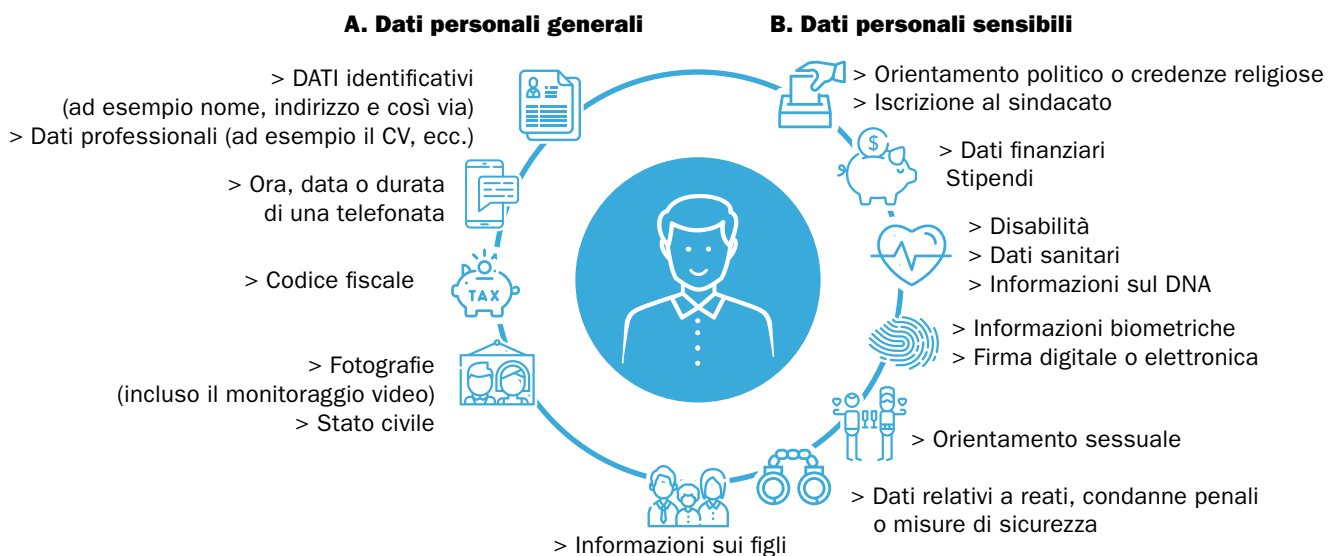 A. Dati personali generali
> DATI identificativi
(ad esempio nome, indirizzo e così via)
> Dati professionali (ad esempio il CV, ecc.)
> Ora, data o durata
di una telefonata
> Codice fiscale
TAX
> Fotografie
(incluso il monitoraggio video)
> Stato civile
B. Dati personali sensibili
> Orientamento politico o credenze religiose
> Iscrizione al sindacato
$
> Dati finanziari
Stipendi
> Disabilità
> Dati sanitari
> Informazioni sul DNA
> Informazioni biometriche
> Firma digitale o elettronica
> Orientamento sessuale
> Dati relativi a reati, condanne penali
o misure di sicurezza
> Informazioni sui figli